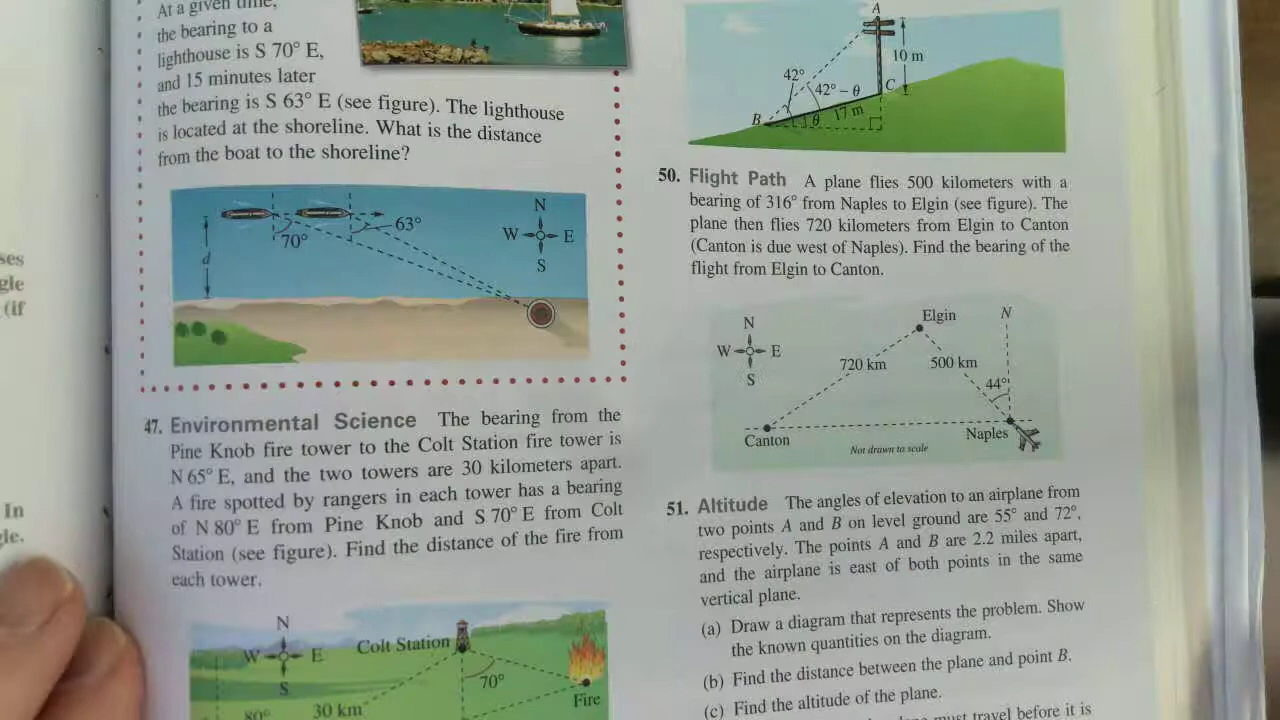 ses
gle
(if
In
gle.
At a given time,
the bearing to a
lighthouse is S 70° E,
and 15 minutes later
the bearing is S 63° E (see figure). The lighthouse
is located at the shoreline. What is the distance
from the boat to the shoreline?
63°
70°
d
N
W E
S
47. Environmental Science The bearing from the
Pine Knob fire tower to the Colt Station fire tower is
N 65° E, and the two towers are 30 kilometers apart.
A fire spotted by rangers in each tower has a bearing
of N 80° E from Pine Knob and S 70° E from Colt
Station (see figure). Find the distance of the fire from
each tower.
N
W E
S
Colt Station
70°
Fire
80°
30 km
A
10 m
42°
42° – θ
C
B
θ
17 m
50. Flight Path A plane flies 500 kilometers with a
bearing of 316° from Naples to Elgin (see figure). The
plane then flies 720 kilometers from Elgin to Canton
(Canton is due west of Naples). Find the bearing of the
flight from Elgin to Canton.
N
W E
S
Elgin
N
720 km
500 km
44°
Canton
Naples
Not drawn to scale
51. Altitude The angles of elevation to an airplane from
two points A and B on level ground are 55° and 72°,
respectively. The points A and B are 2.2 miles apart,
and the airplane is east of both points in the same
vertical plane.
(a) Draw a diagram that represents the problem. Show
the known quantities on the diagram.
(b) Find the distance between the plane and point B.
(c) Find the altitude of the plane.
must travel before it is